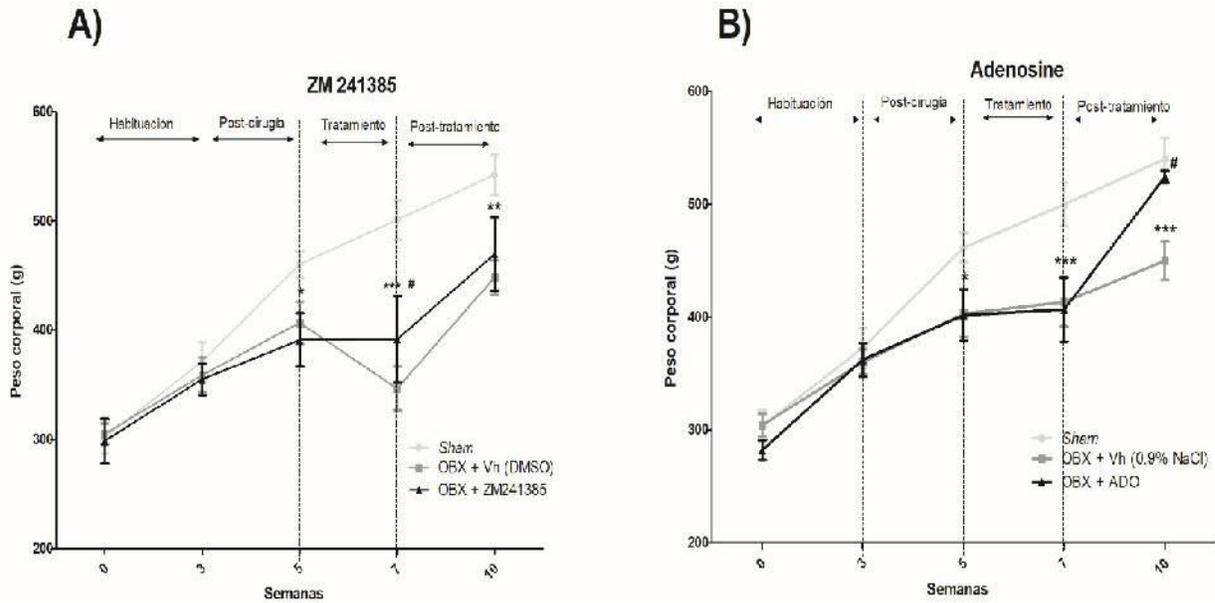 A)
ZM 241385
Habituación
Post-cirugía
Tratamiento
Post-tratamiento
600
500
400
300
200
Peso corporal (g)
*
*** #
**
Sham
OBX + Vh (DMSO)
OBX + ZM241385
0
3
5
7
10
Semanas
B)
Adenosine
Habituación
Post-cirugía
Tratamiento
Post-tratamiento
600
500
400
300
200
Peso corporal (g)
*
***
#
***
Sham
OBX + Vh (0.9% NaCl)
OBX + ADO
0
3
5
7
10
Semanas